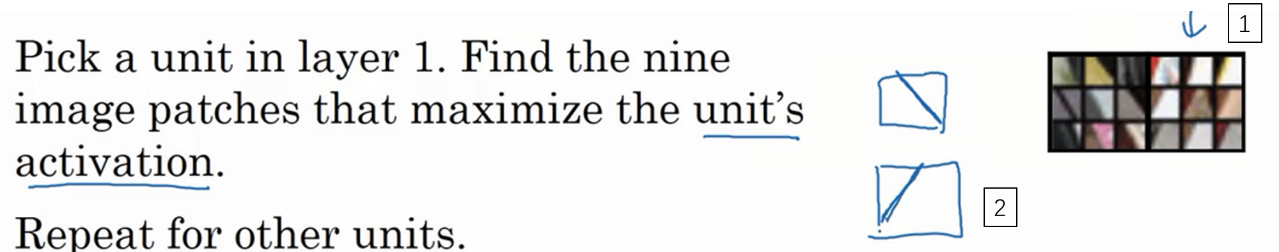 Pick a unit in layer 1. Find the nine
image patches that maximize the unit's
activation.
Repeat for other units.
1
2